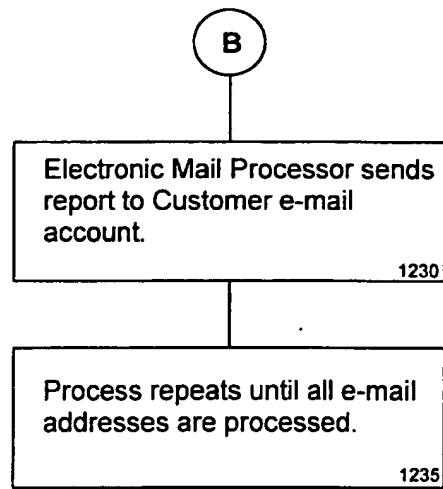 B
Electronic Mail Processor sends
report to Customer e-mail
account.
1230
Process repeats until all e-mail
addresses are processed.
1235